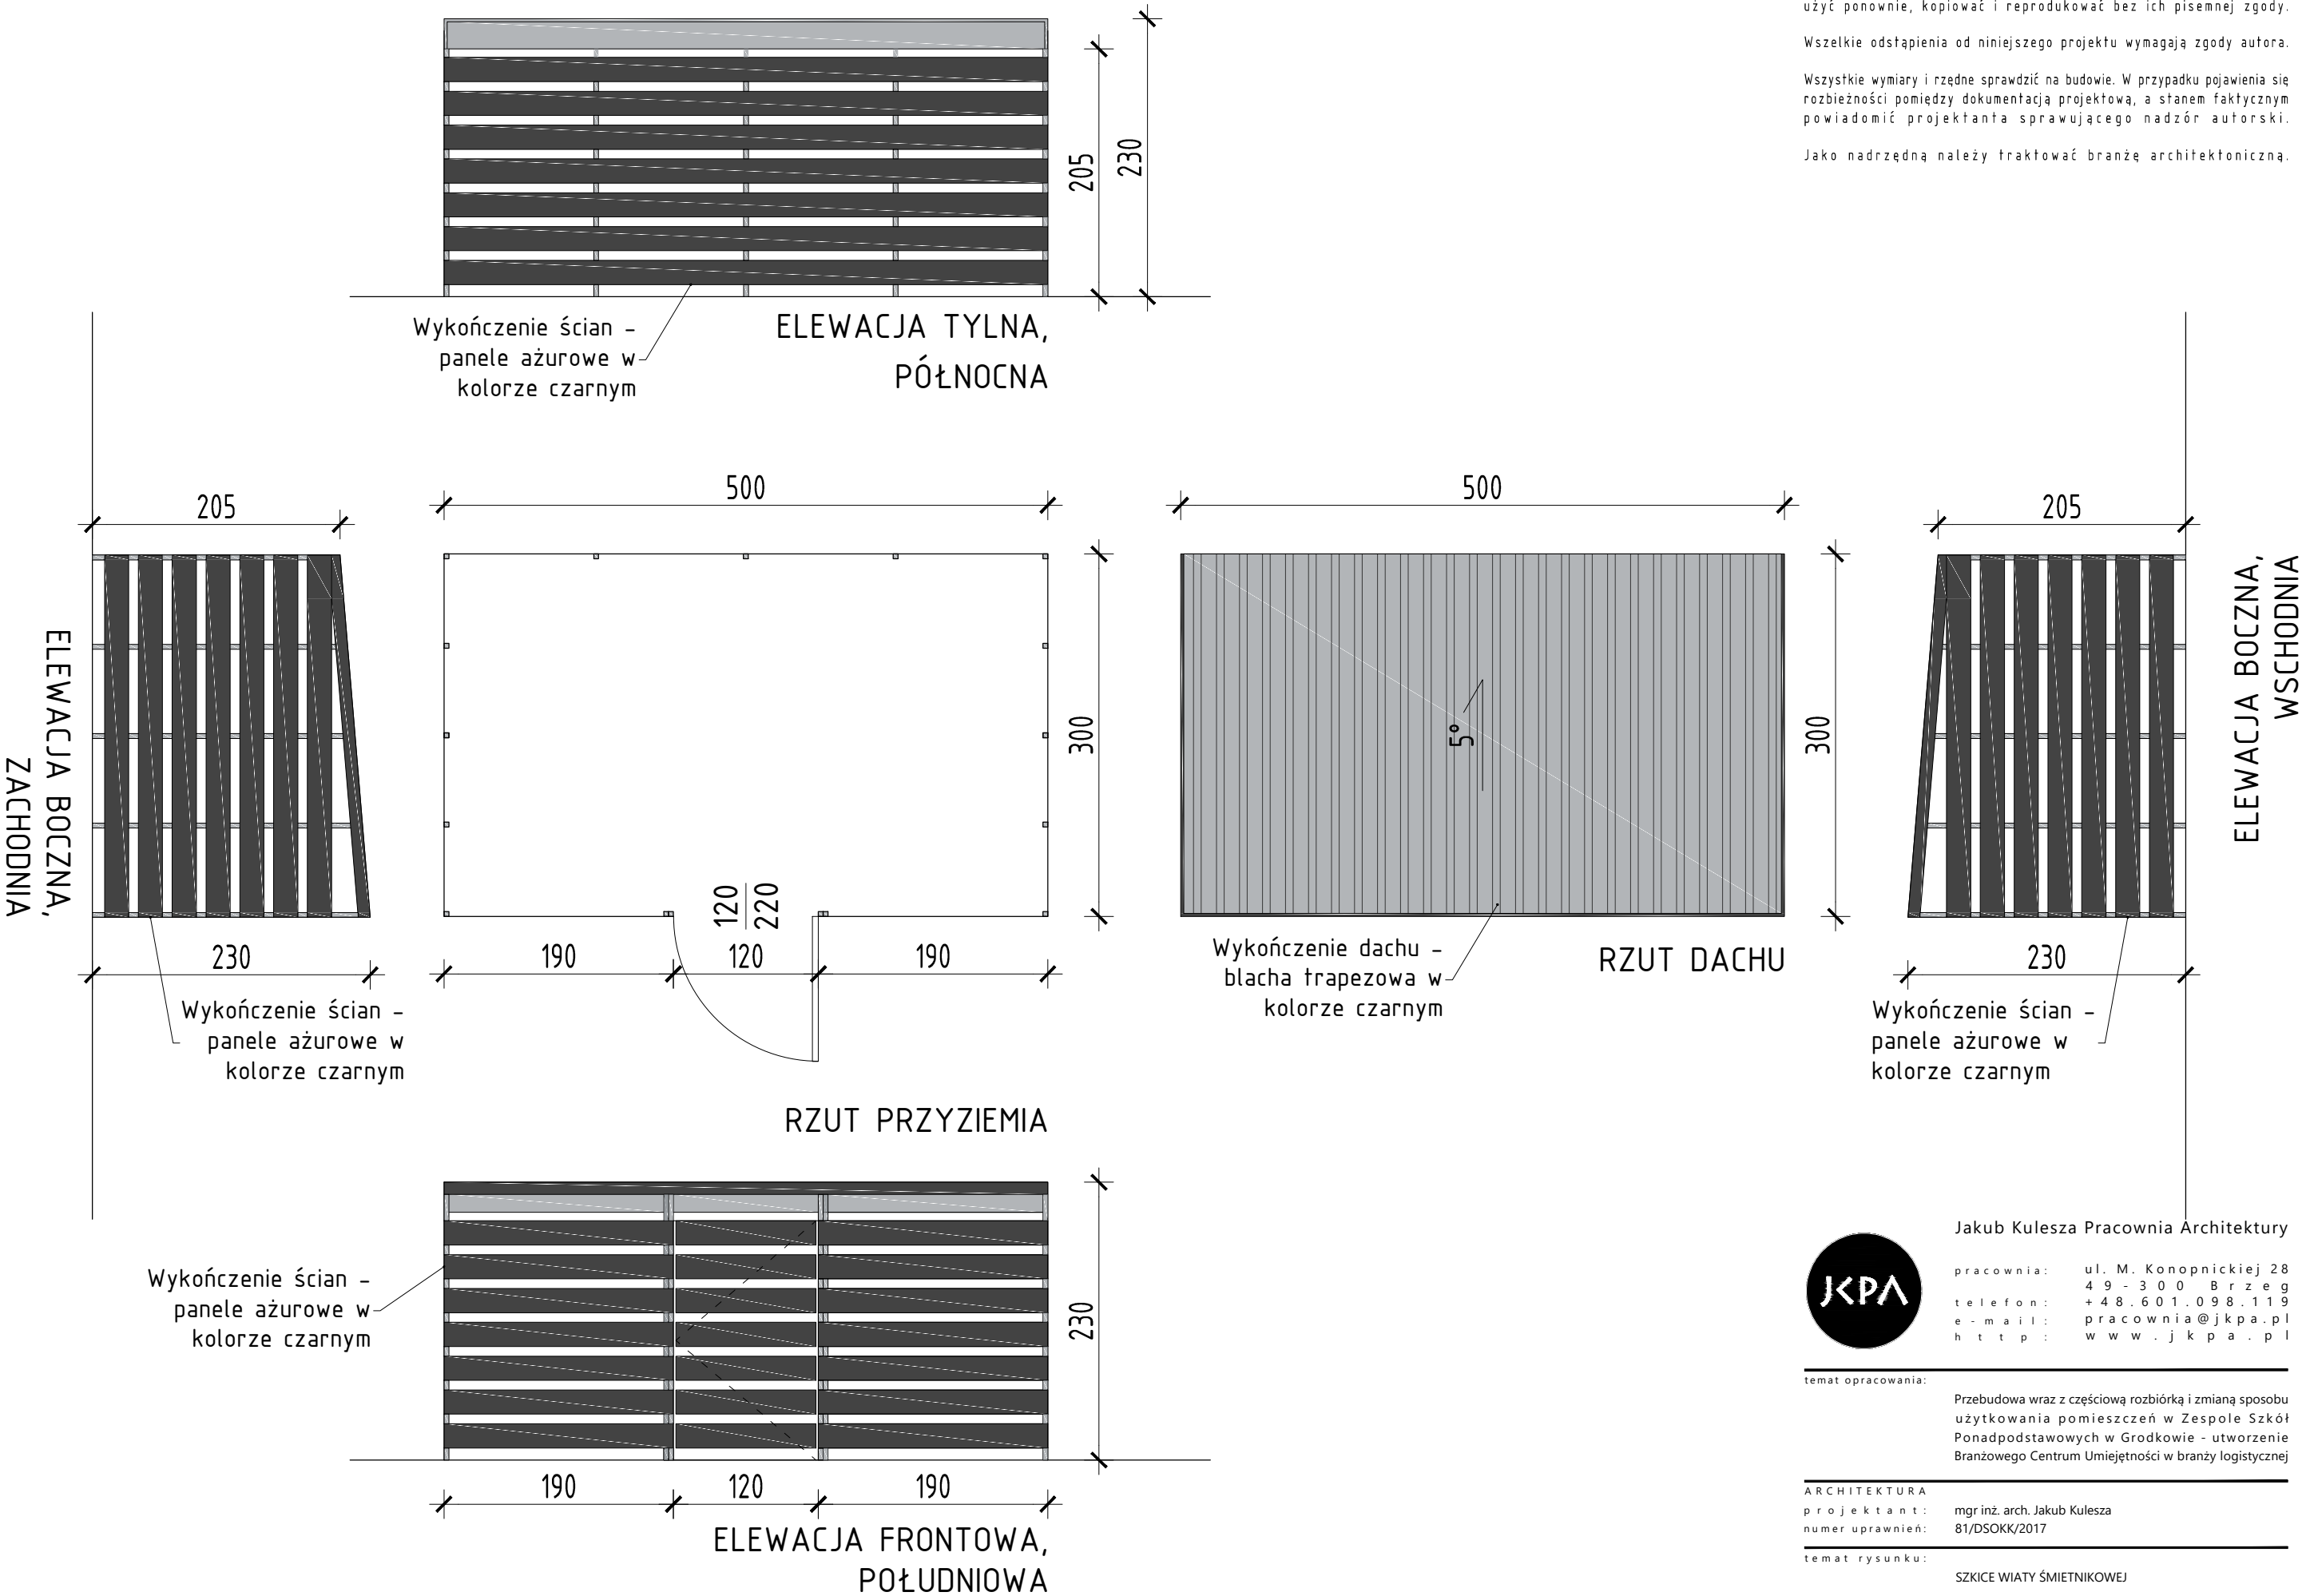 użyć ponownie, kopiować i reprodukować bez ich pisemnej zgody.
Wszelkie odstąpienia od niniejszego projektu wymagają zgody autora.
Wszystkie wymiary i rzędne sprawdzić na budowie. W przypadku pojawienia się
rozbieżności pomiędzy dokumentacją projektową, a stanem faktycznym
powiadomić projektanta sprawującego nadzór autorski.
Jako nadrzędną należy traktować branżę architektoniczną.
205
230
Wykończenie ścian -
panele ażurowe w
kolorze czarnym
ELEWACJA TYLNA,
PÓŁNOCNA
205
230
ELEWACJA BOCZNA,
ZACHODNIA
Wykończenie ścian -
panele ażurowe w
kolorze czarnym
500
300
120
220
190
120
190
RZUT PRZYZIEMIA
500
300
5°
Wykończenie dachu -
blacha trapezowa w
kolorze czarnym
RZUT DACHU
205
230
ELEWACJA BOCZNA,
WSCHODNIA
Wykończenie ścian -
panele ażurowe w
kolorze czarnym
Wykończenie ścian -
panele ażurowe w
kolorze czarnym
230
190
120
190
ELEWACJA FRONTOWA,
POŁUDNIOWA
JKPA
Jakub Kulesza Pracownia Architektury
pracownia: ul. M. Konopnickiej 28
49-300 Brzeg
telefon: +48.601.098.119
e-mail: pracownia@jkpa.pl
http: www.jkpa.pl
temat opracowania:
Przebudowa wraz z częściową rozbiórką i zmianą sposobu
użytkowania pomieszczeń w Zespole Szkół
Ponadpodstawowych w Grodkowie - utworzenie
Branżowego Centrum Umiejętności w branży logistycznej
ARCHITEKTURA
projektant: mgr inż. arch. Jakub Kulesza
numer uprawnień: 81/DSOKK/2017
temat rysunku:
SZKICE WIATY ŚMIETNIKOWEJ